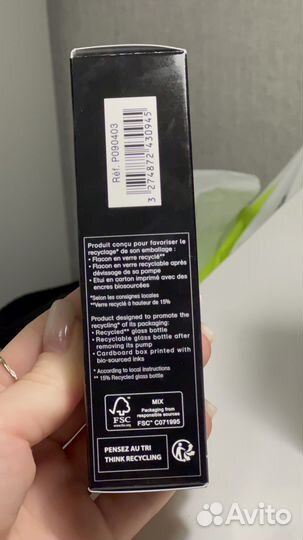 Réf. P090403
3 274872 430945
Produit conçu pour favoriser le
recyclage* de son emballage :
• Flacon en verre recyclé**
• Flacon en verre recyclable après
dévissage de sa pompe
• Etui en carton imprimé avec des
encres biosourcées
*Selon les consignes locales
**Verre recyclé à hauteur de 15%
Product designed to promote the
recycling* of its packaging:
• Recycled** glass bottle
• Recyclable glass bottle after
removing its pump
• Cardboard box printed with
bio-sourced inks
* According to local instructions
** 15% Recycled glass bottle
FSC
www.fsc.org
MIX
Packaging from
responsible sources
FSC® C071995
PENSEZ AU TRI
THINK RECYCLING
Avito